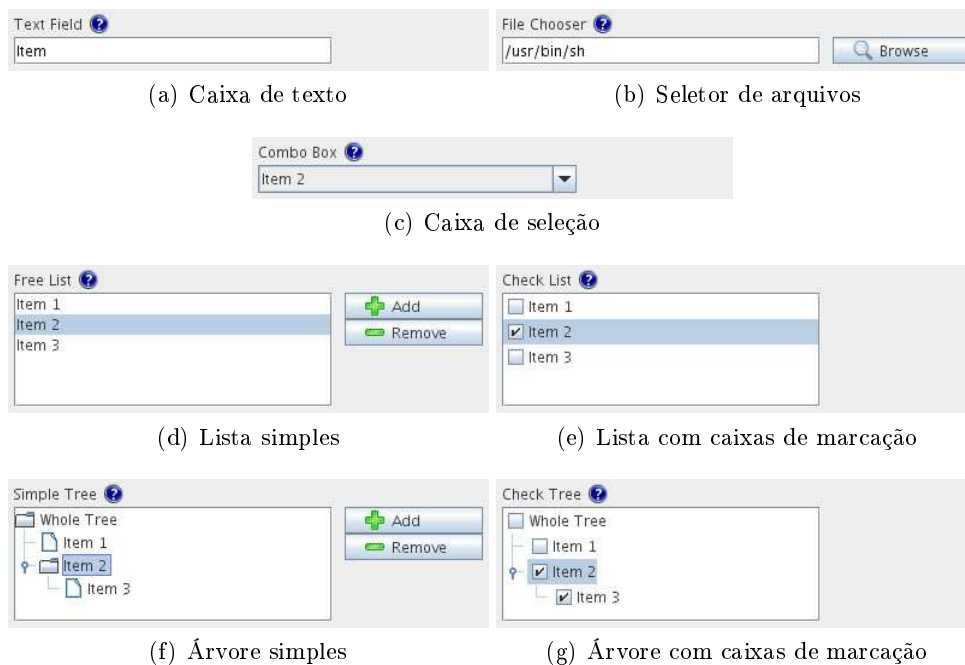 Text Field ?
Item
File Chooser ?
/usr/bin/sh
Browse
(a) Caixa de texto
(b) Seletor de arquivos
Combo Box ?
Item 2
(c) Caixa de seleção
Free List ?
Item 1
Item 2
Item 3
Add
Remove
Check List ?
Item 1
Item 2
Item 3
(d) Lista simples
(e) Lista com caixas de marcação
Simple Tree ?
Whole Tree
Item 1
Item 2
Item 3
Add
Remove
Check Tree ?
Whole Tree
Item 1
Item 2
Item 3
(f) Árvore simples
(g) Árvore com caixas de marcação